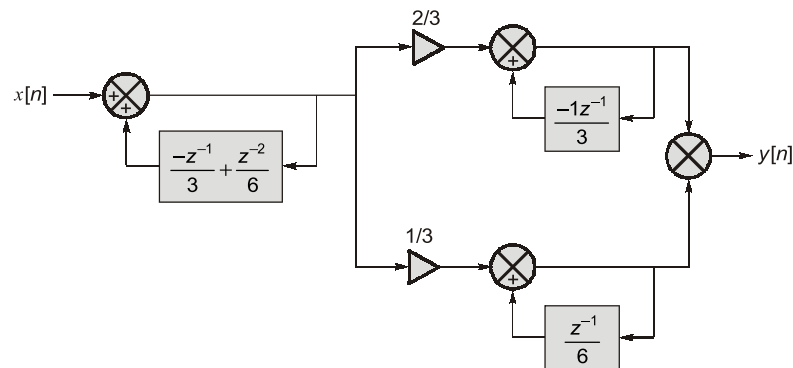 2/3
x[n]
+
+
-z^{-1}/3 + z^{-2}/6
+
-1z^{-1}/3
y[n]
1/3
+
z^{-1}/6